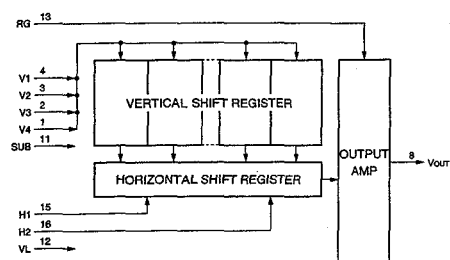 RG 13
V1 4
V2 3
V3 2
V4 1
SUB 11
VERTICAL SHIFT REGISTER
HORIZONTAL SHIFT REGISTER
OUTPUT
AMP
8 VOUT
H1 15
H2 16
VL 12